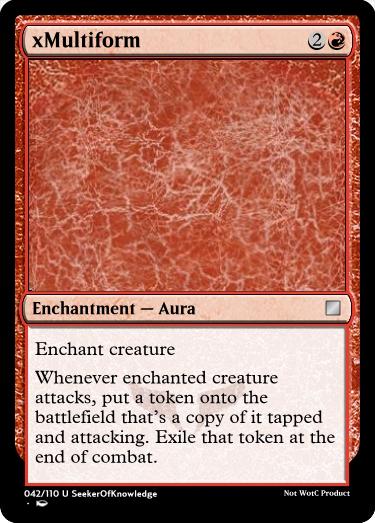 xMultiform
2
Enchantment — Aura
Enchant creature
Whenever enchanted creature
attacks, put a token onto the
battlefield that's a copy of it tapped
and attacking. Exile that token at the
end of combat.
042/110 U SeekerOfKnowledge
Not WotC Product